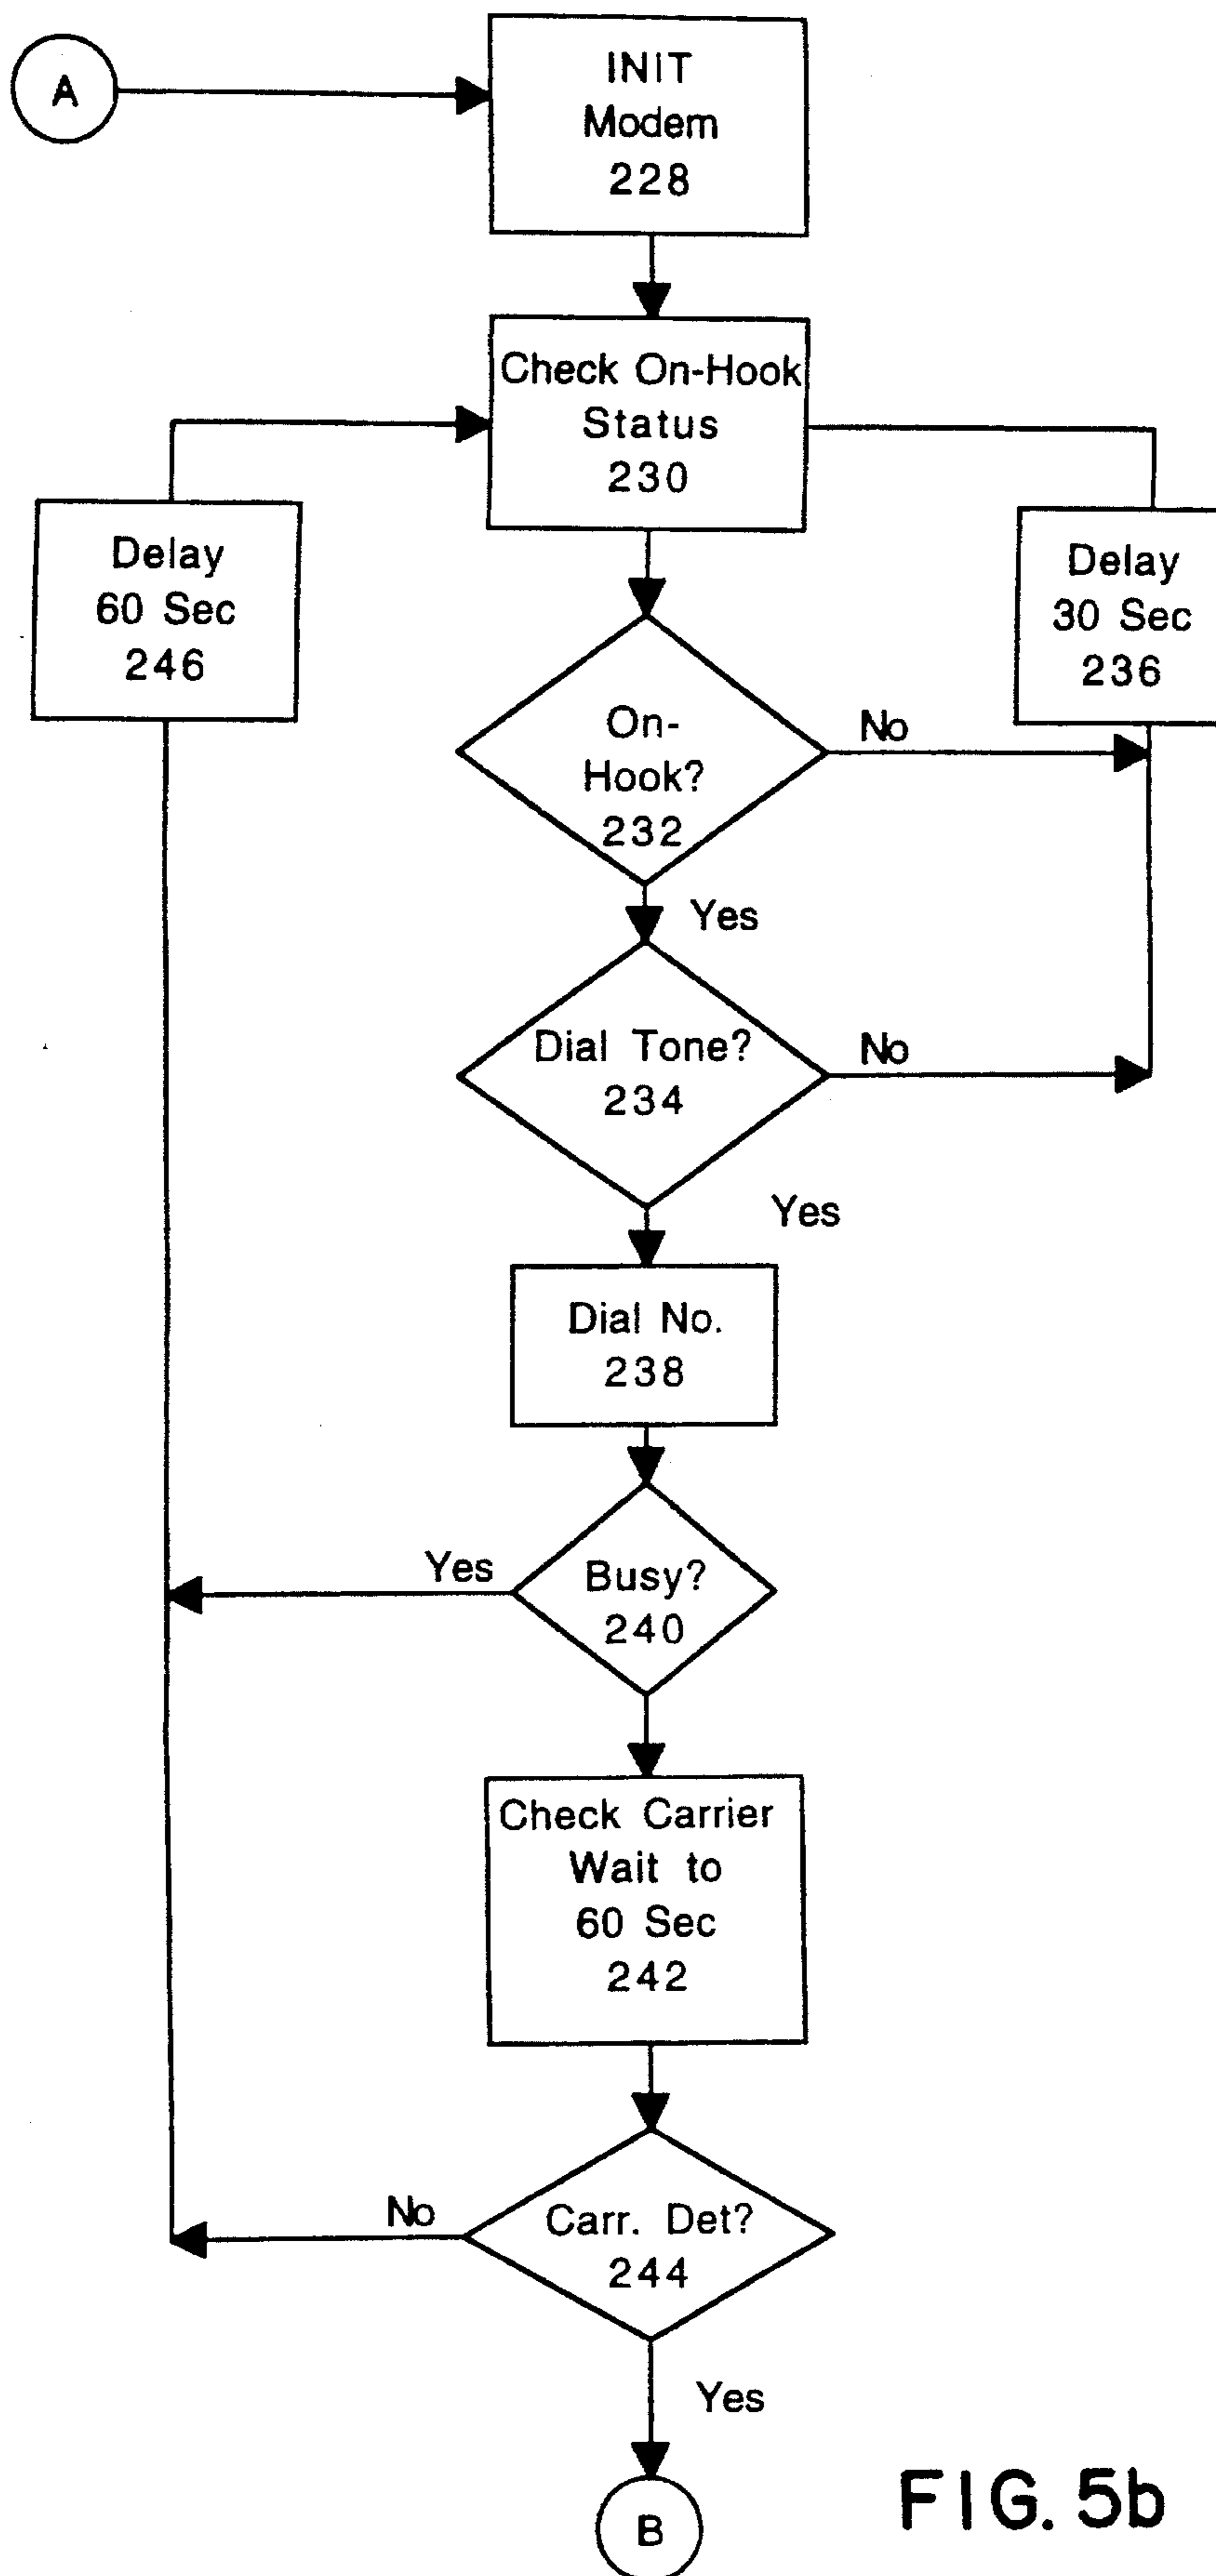 A
INIT
Modem
228
Check On-Hook
Status
230
Delay
60 Sec
246
Delay
30 Sec
236
On-
Hook?
232
No
Yes
Dial Tone?
234
No
Yes
Dial No.
238
Yes
Busy?
240
Check Carrier
Wait to
60 Sec
242
No
Carr. Det?
244
Yes
B
FIG. 5b